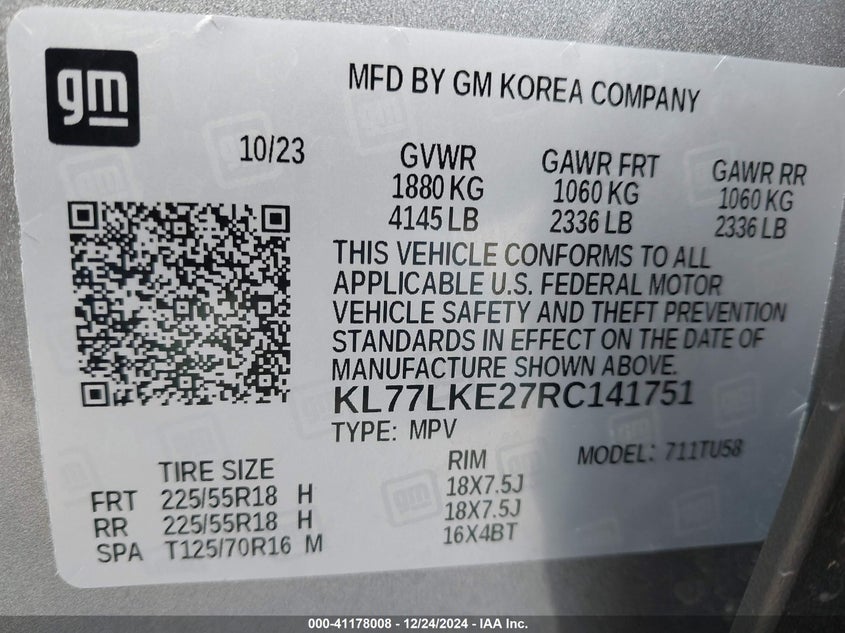 gm
MFD BY GM KOREA COMPANY
10/23
GVWR GAWR FRT GAWR RR
1880 KG 1060 KG 1060 KG
4145 LB 2336 LB 2336 LB
THIS VEHICLE CONFORMS TO ALL
APPLICABLE U.S. FEDERAL MOTOR
VEHICLE SAFETY AND THEFT PREVENTION
STANDARDS IN EFFECT ON THE DATE OF
MANUFACTURE SHOWN ABOVE.
KL77LKE27RC141751
TYPE: MPV MODEL: 711TU58
TIRE SIZE RIM
FRT 225/55R18 H 18X7.5J
RR 225/55R18 H 18X7.5J
SPA T125/70R16 M 16X4BT
000-41178008 - 12/24/2024 - IAA Inc.